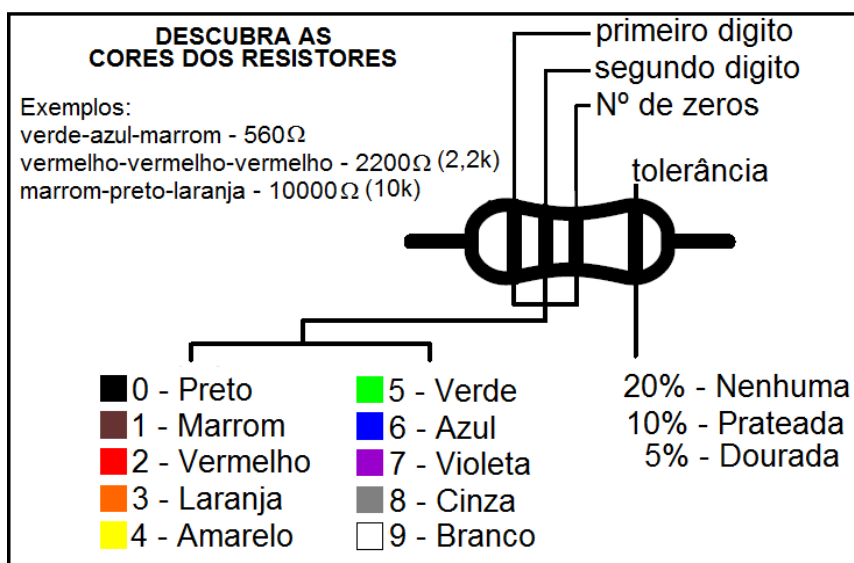 DESCUBRA AS
CORES DOS RESISTORES
Exemplos:
verde-azul-marrom - 560Ω
vermelho-vermelho-vermelho - 2200Ω (2,2k)
marrom-preto-laranja - 10000Ω (10k)
primeiro digito
segundo digito
Nº de zeros
tolerância
0 - Preto
1 - Marrom
2 - Vermelho
3 - Laranja
4 - Amarelo
5 - Verde
6 - Azul
7 - Violeta
8 - Cinza
9 - Branco
20% - Nenhuma
10% - Prateada
5% - Dourada